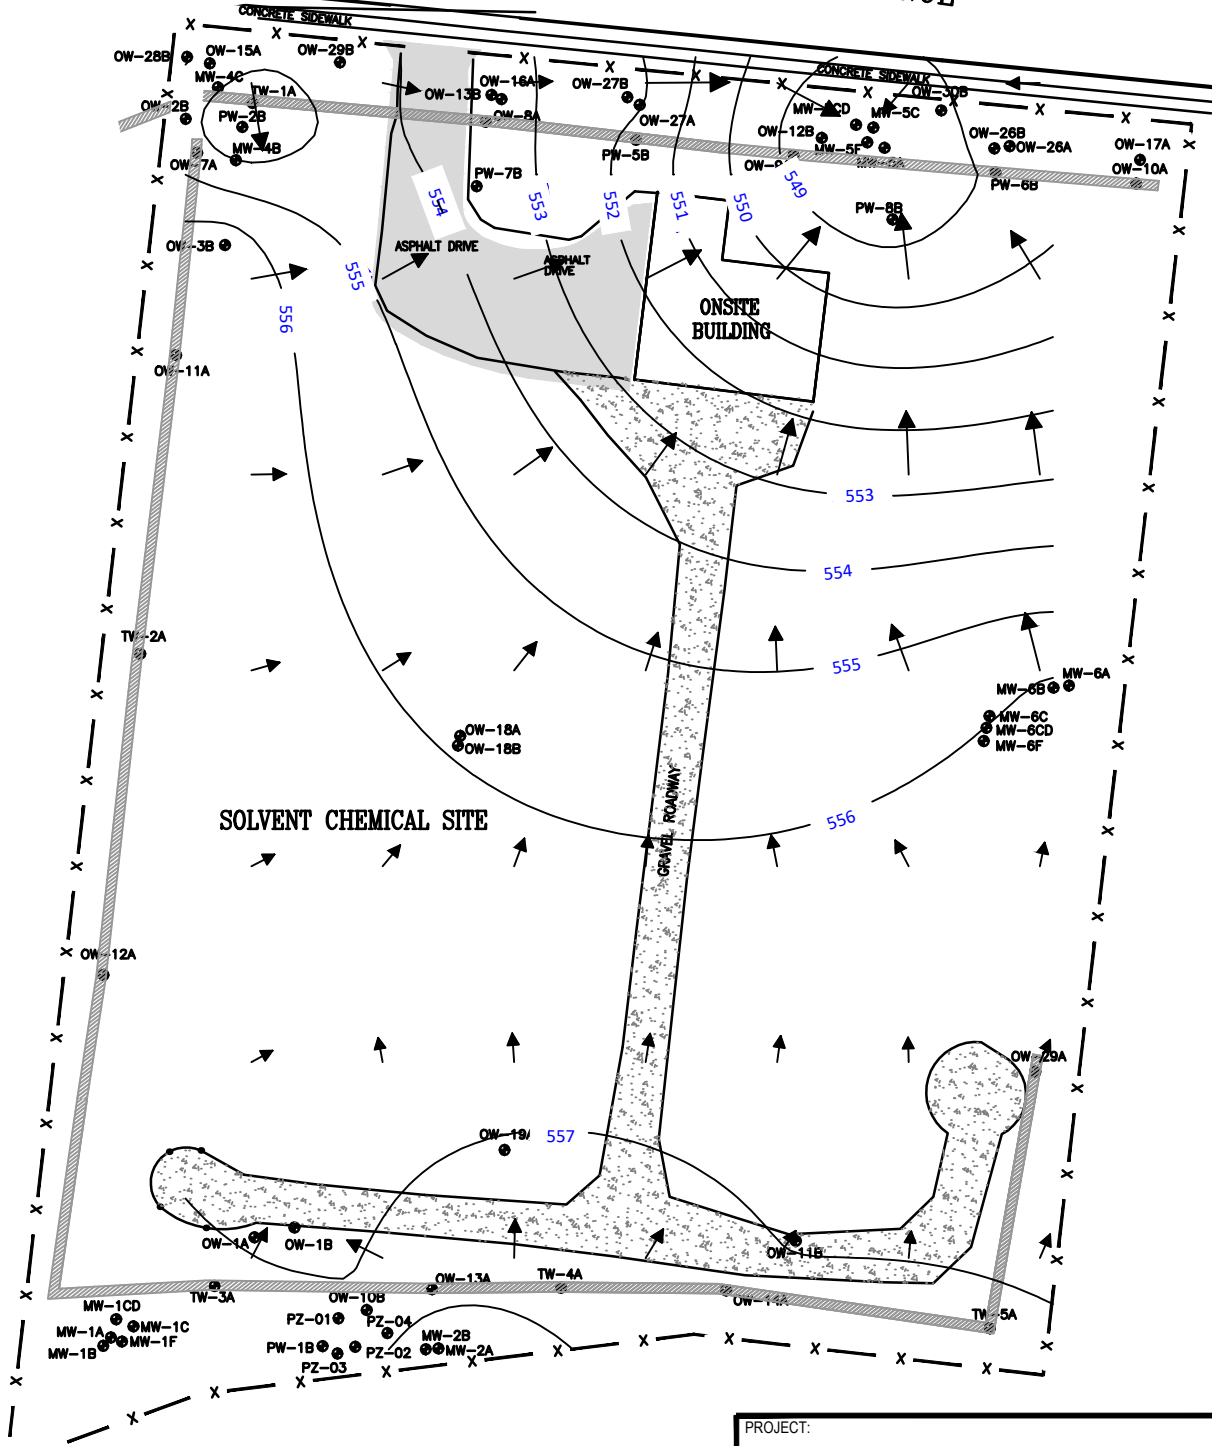 CONCRETE SIDEWALK
OW-28B
OW-15A
OW-29B
MW-4C
TW-1A
OW-13B
OW-16A
OW-8A
OW-27B
OW-27A
CONCRETE SIDEWALK
OW-30B
MW-5C
OW-12B
MW-5F
OW-26B
OW-26A
OW-17A
OW-10A
PW-2B
MW-4B
OW-7A
PW-5B
PW-7B
PW-6B
PW-8B
554
553
552
551
550
549
OW-3B
ASPHALT DRIVE
ASPHALT
DRIVE
555
556
ONSITE
BUILDING
OW-11A
553
554
TW-2A
555
MW-6A
MW-6B
MW-6C
MW-6CD
MW-6F
OW-18A
OW-18B
SOLVENT CHEMICAL SITE
GRAVEL ROADWAY
556
OW-12A
OW-29A
OW-19A
557
OW-1A
OW-1B
OW-11B
TW-3A
OW-13A
TW-4A
OW-14A
TW-5A
OW-10B
MW-1CD
MW-1C
MW-1A
MW-1F
MW-1B
PZ-01
PZ-04
PW-1B
PZ-02
PZ-03
MW-2B
MW-2A
PROJECT: